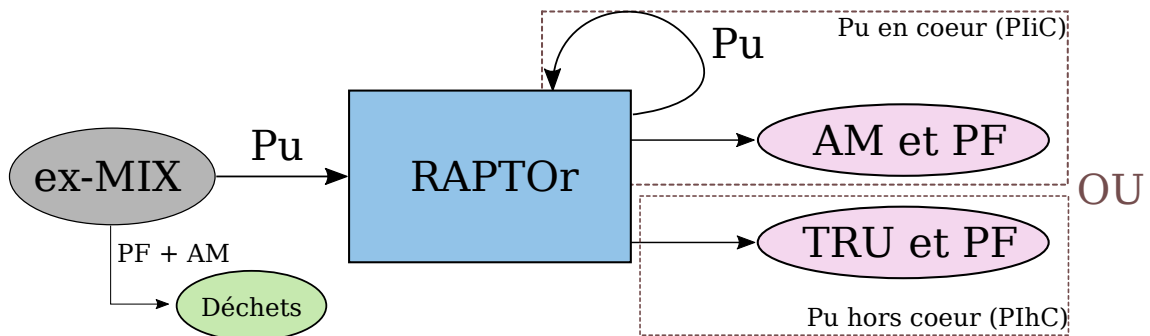 Pu en coeur (PIiC)
Pu
Pu
ex-MIX
RAPTOr
AM et PF
OU
TRU et PF
PF + AM
Déchets
Pu hors coeur (PIhC)